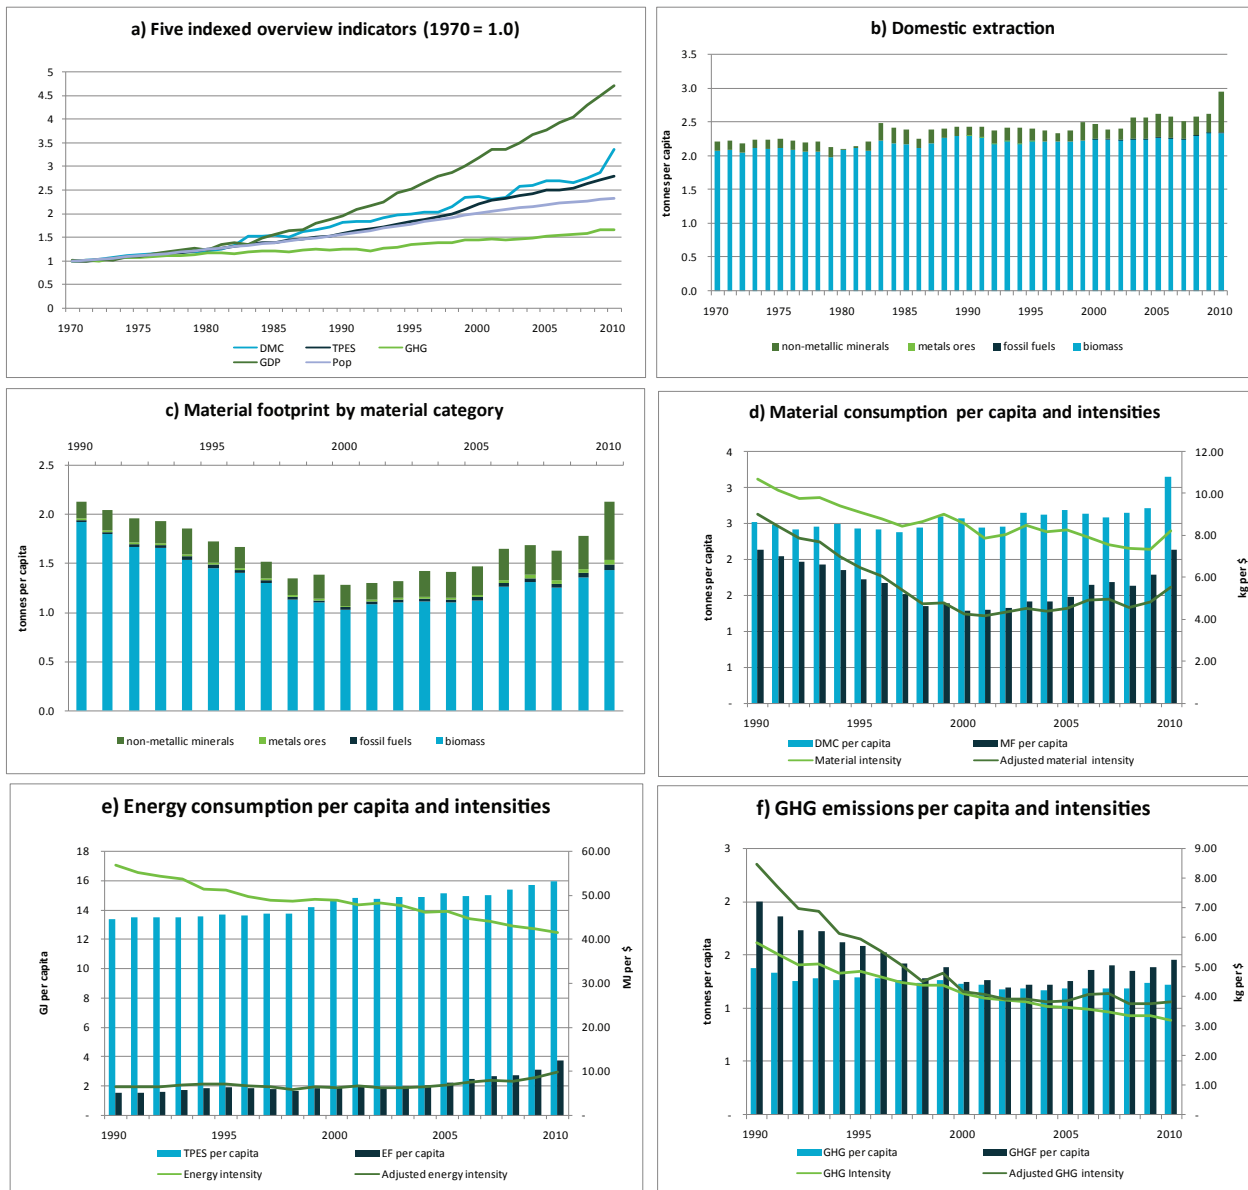 a) Five indexed overview indicators (1970 = 1.0)
5
4.5
4
3.5
3
2.5
2
1.5
1
0.5
0
1970 1975 1980 1985 1990 1995 2000 2005 2010
DMC TPES GHG
GDP Pop
b) Domestic extraction
tonnes per capita
3.5
3.0
2.5
2.0
1.5
1.0
0.5
0.0
1970 1975 1980 1985 1990 1995 2000 2005 2010
non-metallic minerals metals ores fossil fuels biomass
c) Material footprint by material category
1990 1995 2000 2005 2010
tonnes per capita
2.5
2.0
1.5
1.0
0.5
0.0
non-metallic minerals metals ores fossil fuels biomass
d) Material consumption per capita and intensities
tonnes per capita
4
3
3
2
2
1
1
-
12.00
10.00
8.00
6.00
4.00
2.00
-
kg per $
1990 1995 2000 2005 2010
DMC per capita MF per capita
Material intensity Adjusted material intensity
e) Energy consumption per capita and intensities
GJ per capita
18
16
14
12
10
8
6
4
2
-
60.00
50.00
40.00
30.00
20.00
10.00
-
MJ per $
1990 1995 2000 2005 2010
TPES per capita EF per capita
Energy intensity Adjusted energy intensity
f) GHG emissions per capita and intensities
tonnes per capita
3
2
2
1
1
-
9.00
8.00
7.00
6.00
5.00
4.00
3.00
2.00
1.00
-
kg per $
1990 1995 2000 2005 2010
GHG per capita GHGF per capita
GHG Intensity Adjusted GHG intensity